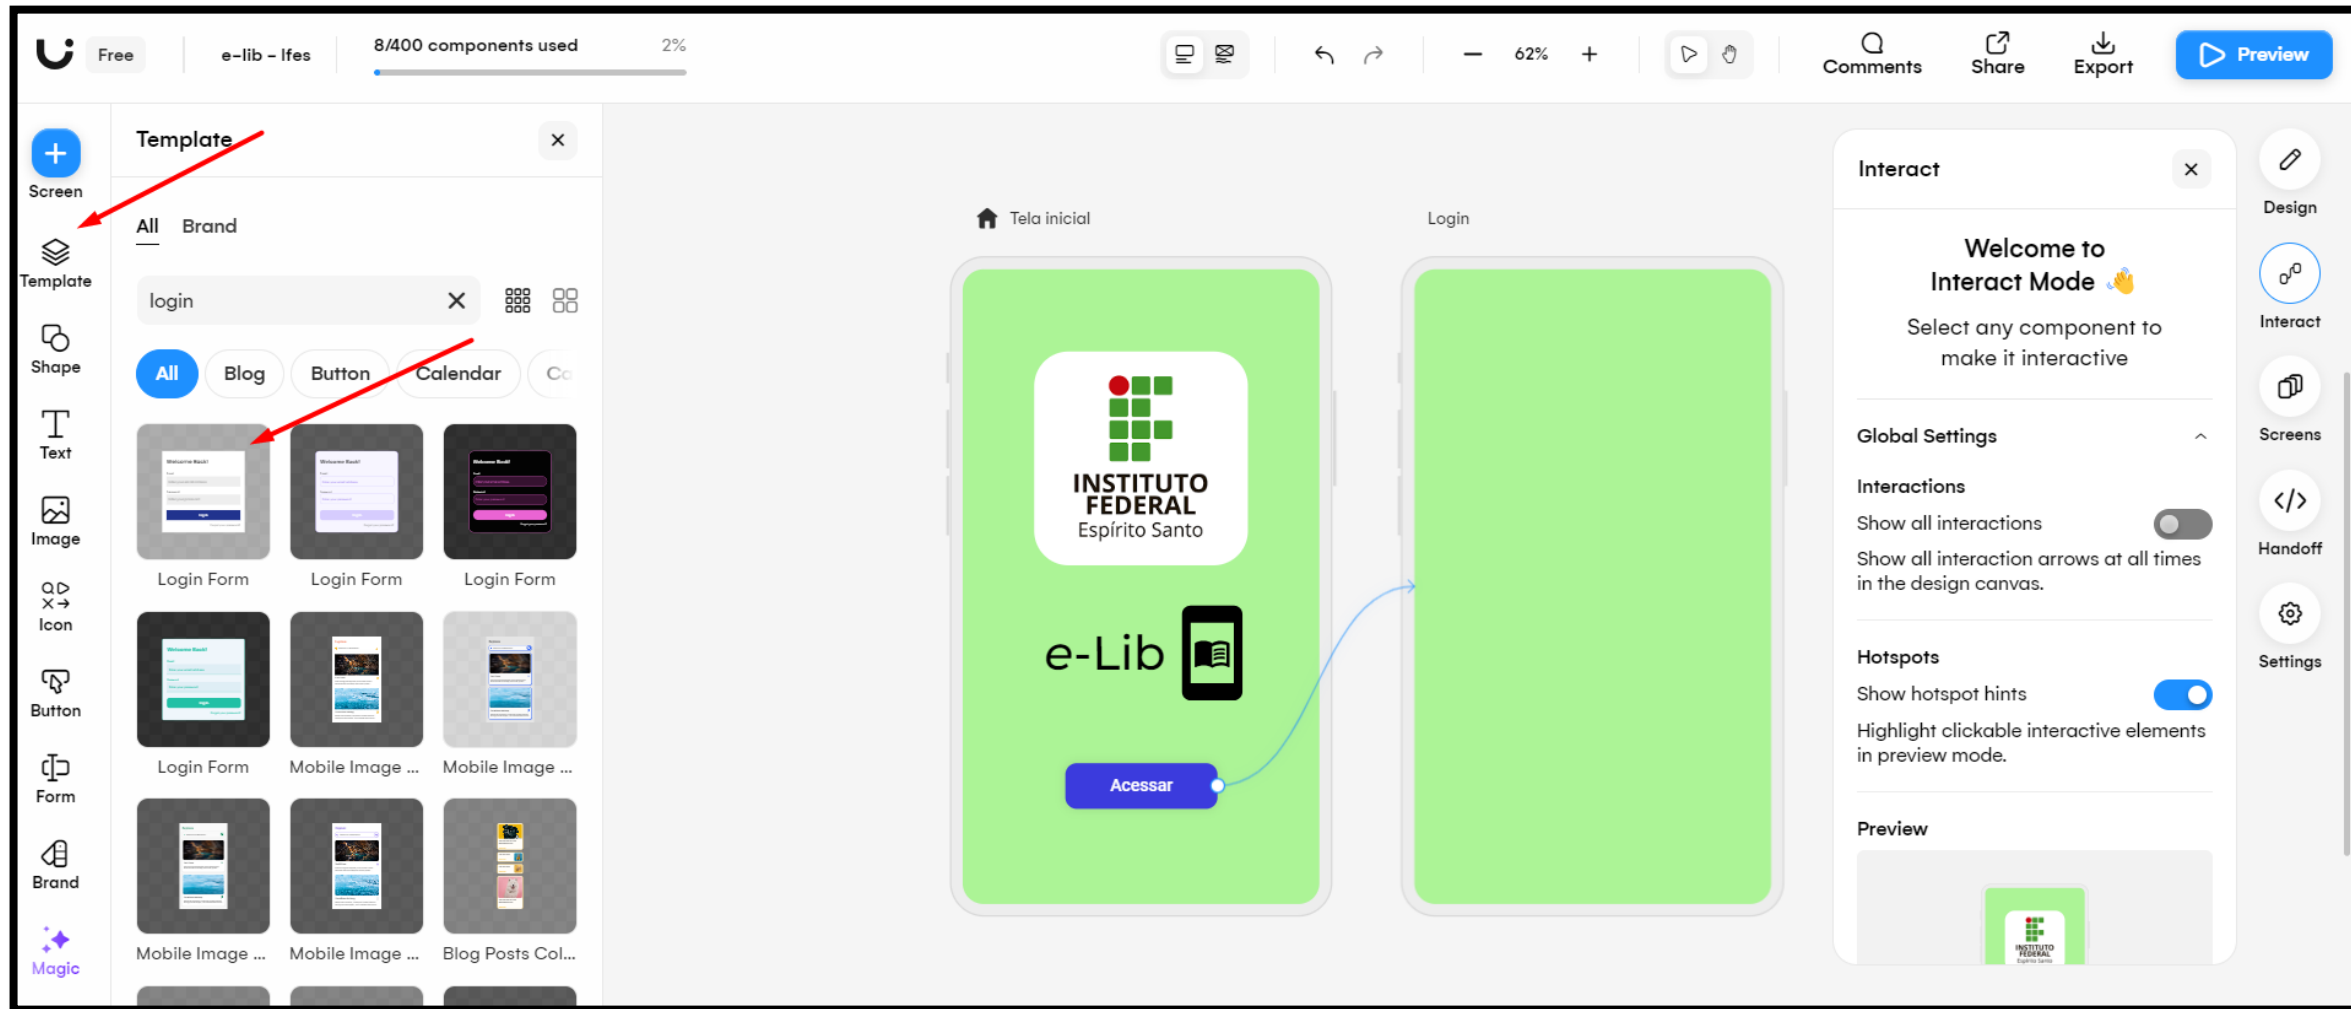 Free
e-lib - Ifes
8/400 components used
2%
62%
Comments
Share
Export
Preview
Screen
Template
Shape
Text
Image
Icon
Button
Form
Brand
Magic
Template
All
Brand
login
All
Blog
Button
Calendar
Login Form
Login Form
Login Form
Login Form
Mobile Image ...
Mobile Image ...
Mobile Image ...
Mobile Image ...
Blog Posts Col...
Tela inicial
INSTITUTO
FEDERAL
Espírito Santo
e-Lib
Acessar
Login
Interact
Welcome to
Interact Mode 👋
Select any component to
make it interactive
Global Settings
Interactions
Show all interactions
Show all interaction arrows at all times
in the design canvas.
Hotspots
Show hotspot hints
Highlight clickable interactive elements
in preview mode.
Preview
INSTITUTO
FEDERAL
Espírito Santo
Design
Interact
Screens
Handoff
Settings